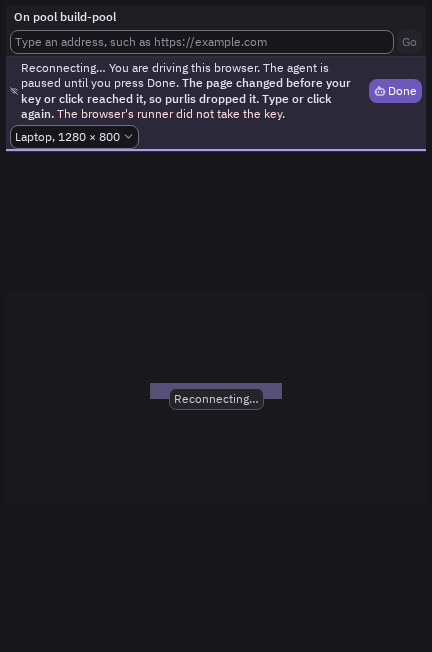 On pool build-pool
Type an address, such as https://example.com
Go
Reconnecting... You are driving this browser. The agent is
paused until you press Done. The page changed before your
key or click reached it, so purlis dropped it. Type or click
again. The browser's runner did not take the key.
Done
Laptop, 1280 × 800
Reconnecting...